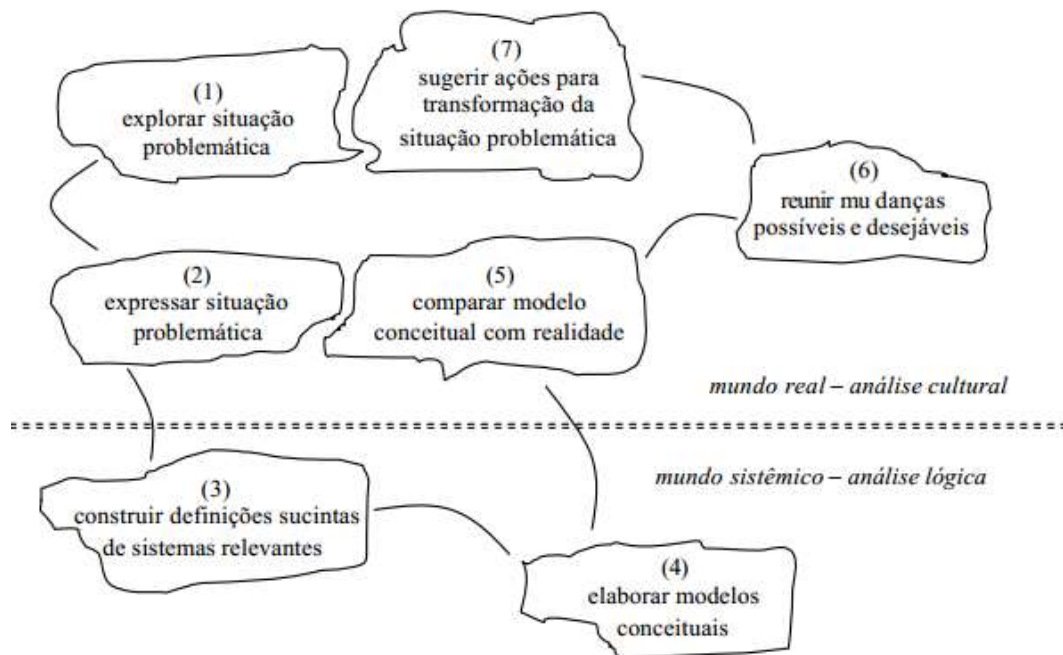 (1)
explorar situação
problemática
(7)
sugerir ações para
transformação da
situação problemática
(6)
reunir mu danças
possíveis e desejáveis
(2)
expressar situação
problemática
(5)
comparar modelo
conceitual com realidade
mundo real – análise cultural
mundo sistêmico – análise lógica
(3)
construir definições sucintas
de sistemas relevantes
(4)
elaborar modelos
conceituais